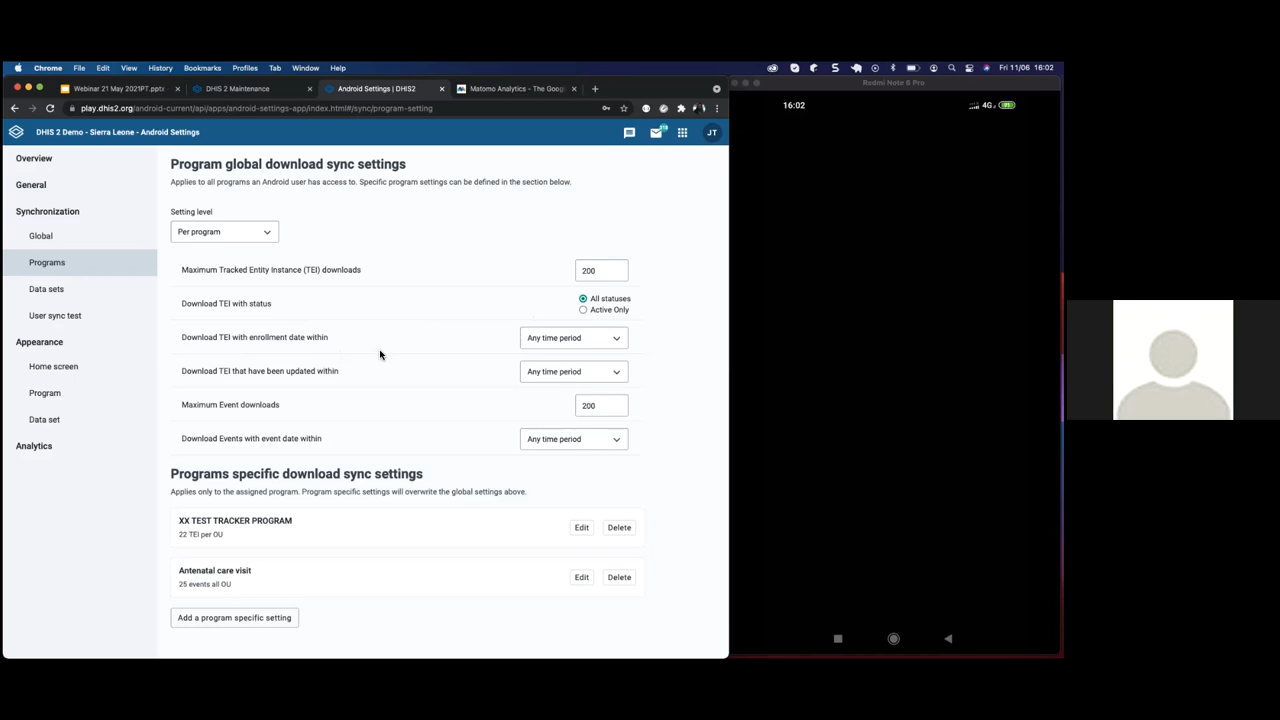 Chrome File Edit View History Bookmarks Profiles Tab Window Help
Fri 11/06 16:02
Webinar 21 May 2021PT.pptx
DHIS 2 Maintenance
Android Settings | DHIS2
Matomo Analytics - The Goog
play.dhis2.org/android-current/api/apps/android-settings-app/index.html#/sync/program-setting
DHIS 2 Demo - Sierra Leone - Android Settings
JT
Overview
General
Synchronization
Global
Programs
Data sets
User sync test
Appearance
Home screen
Program
Data set
Analytics
Program global download sync settings
Applies to all programs an Android user has access to. Specific program settings can be defined in the section below.
Setting level
Per program
Maximum Tracked Entity Instance (TEI) downloads
200
Download TEI with status
All statuses
Active Only
Download TEI with enrollment date within
Any time period
Download TEI that have been updated within
Any time period
Maximum Event downloads
200
Download Events with event date within
Any time period
Programs specific download sync settings
Applies only to the assigned program. Program specific settings will overwrite the global settings above.
XX TEST TRACKER PROGRAM
22 TEI per OU
Edit Delete
Antenatal care visit
25 events all OU
Edit Delete
Add a program specific setting
Redmi Note 8 Pro
16:02
4G